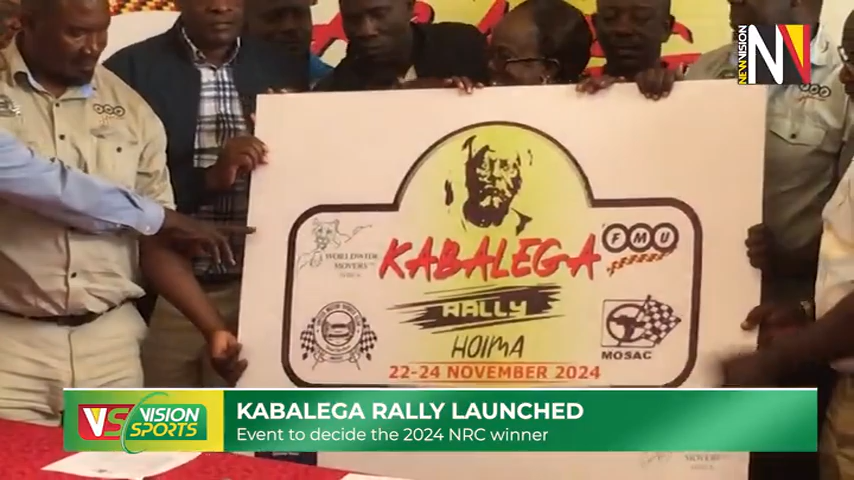 NEW VISION
N
WORLDWIDE
MOVERS
AFRICA
FMU
KABALEGA
RALLY
HOIMA
MOSAC
22-24 NOVEMBER 2024
VS VISION
SPORTS
KABALEGA RALLY LAUNCHED
Event to decide the 2024 NRC winner